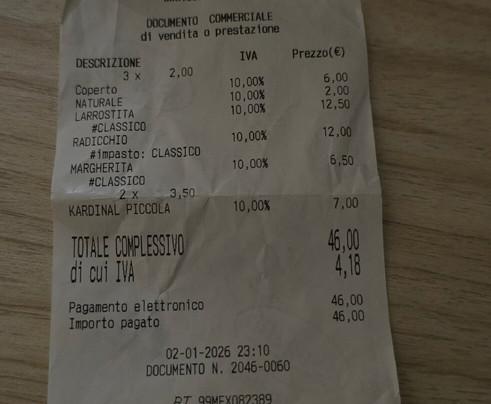 DOCUMENTO COMMERCIALE
di vendita o prestazione
DESCRIZIONE IVA Prezzo(€)
3 x 2,00
Coperto 10,00% 6,00
NATURALE 10,00% 2,00
LARROSTITA 10,00% 12,50
#CLASSICO
RADICCHIO 10,00% 12,00
#impasto: CLASSICO
MARGHERITA 10,00% 6,50
#CLASSICO
2 x 3,50
KARDINAL PICCOLA 10,00% 7,00
TOTALE COMPLESSIVO 46,00
di cui IVA 4,18
Pagamento elettronico 46,00
Importo pagato 46,00
02-01-2026 23:10
DOCUMENTO N. 2046-0060
RT 99MEX082389